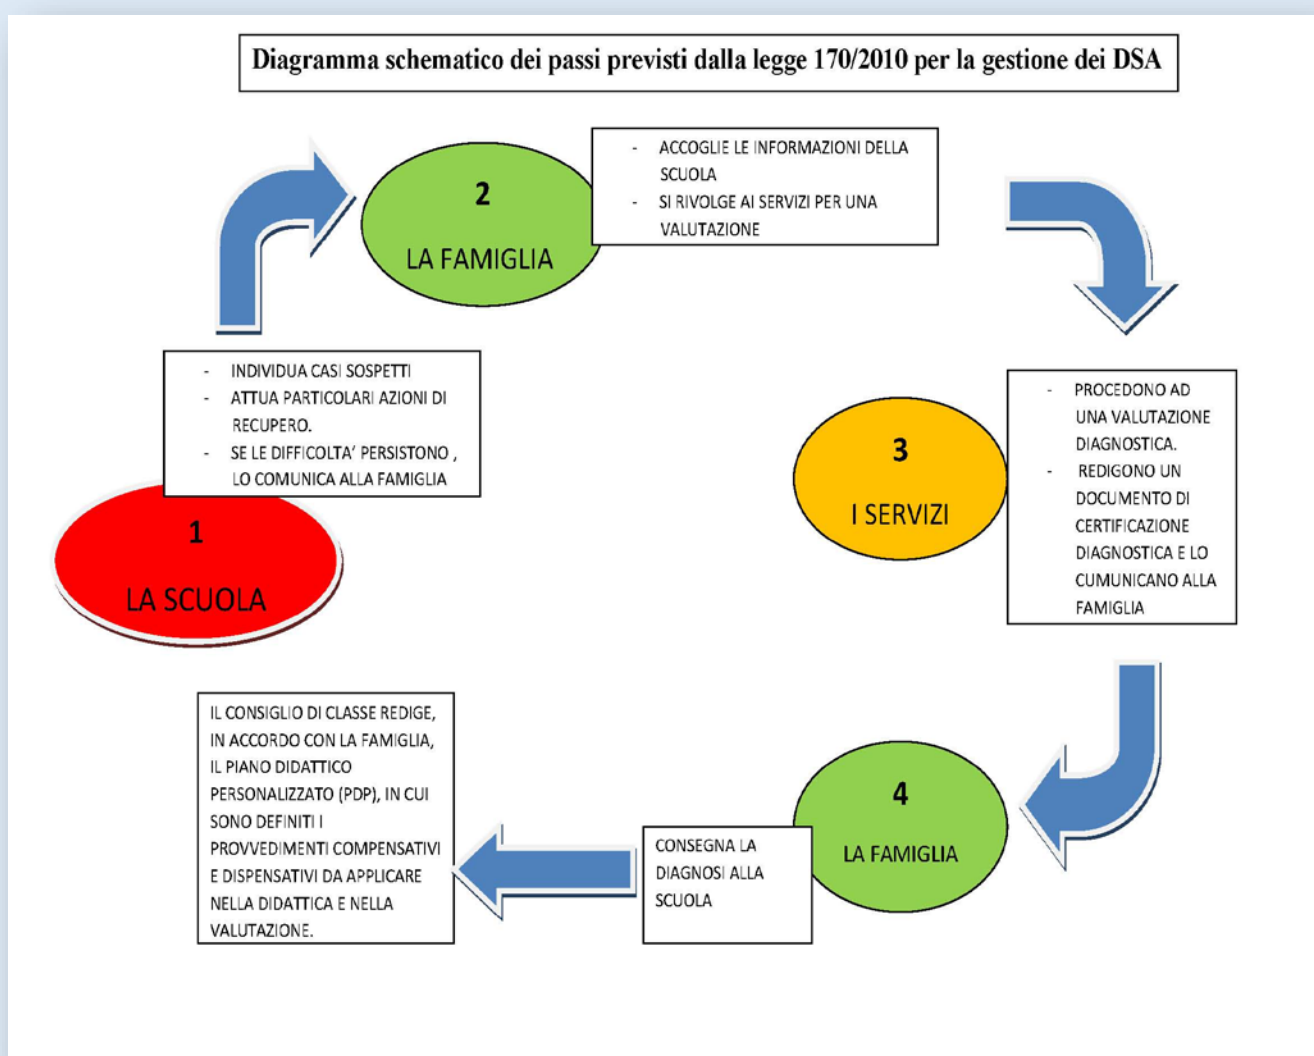 Diagramma schematico dei passi previsti dalla legge 170/2010 per la gestione dei DSA
1
LA SCUOLA
- INDIVIDUA CASI SOSPETTI
- ATTUA PARTICOLARI AZIONI DI
RECUPERO.
- SE LE DIFFICOLTA’ PERSISTONO ,
LO COMUNICA ALLA FAMIGLIA
2
LA FAMIGLIA
- ACCOGLIE LE INFORMAZIONI DELLA
SCUOLA
- SI RIVOLGE AI SERVIZI PER UNA
VALUTAZIONE
3
I SERVIZI
- PROCEDONO AD
UNA VALUTAZIONE
DIAGNOSTICA.
- REDIGONO UN
DOCUMENTO DI
CERTIFICAZIONE
DIAGNOSTICA E LO
CUMUNICANO ALLA
FAMIGLIA
4
LA FAMIGLIA
CONSEGNA LA
DIAGNOSI ALLA
SCUOLA
IL CONSIGLIO DI CLASSE REDIGE,
IN ACCORDO CON LA FAMIGLIA,
IL PIANO DIDATTICO
PERSONALIZZATO (PDP), IN CUI
SONO DEFINITI I
PROVVEDIMENTI COMPENSATIVI
E DISPENSATIVI DA APPLICARE
NELLA DIDATTICA E NELLA
VALUTAZIONE.